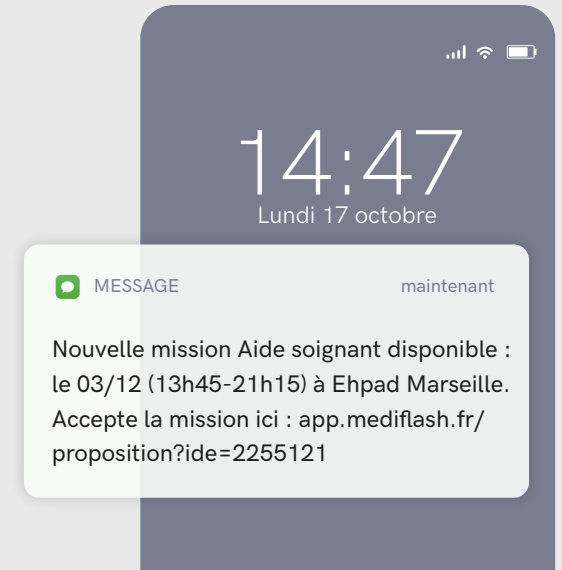 14:47
Lundi 17 octobre
MESSAGE maintenant
Nouvelle mission Aide soignant disponible :
le 03/12 (13h45-21h15) à Ehpad Marseille.
Accepte la mission ici : app.mediflash.fr/
proposition?ide=2255121